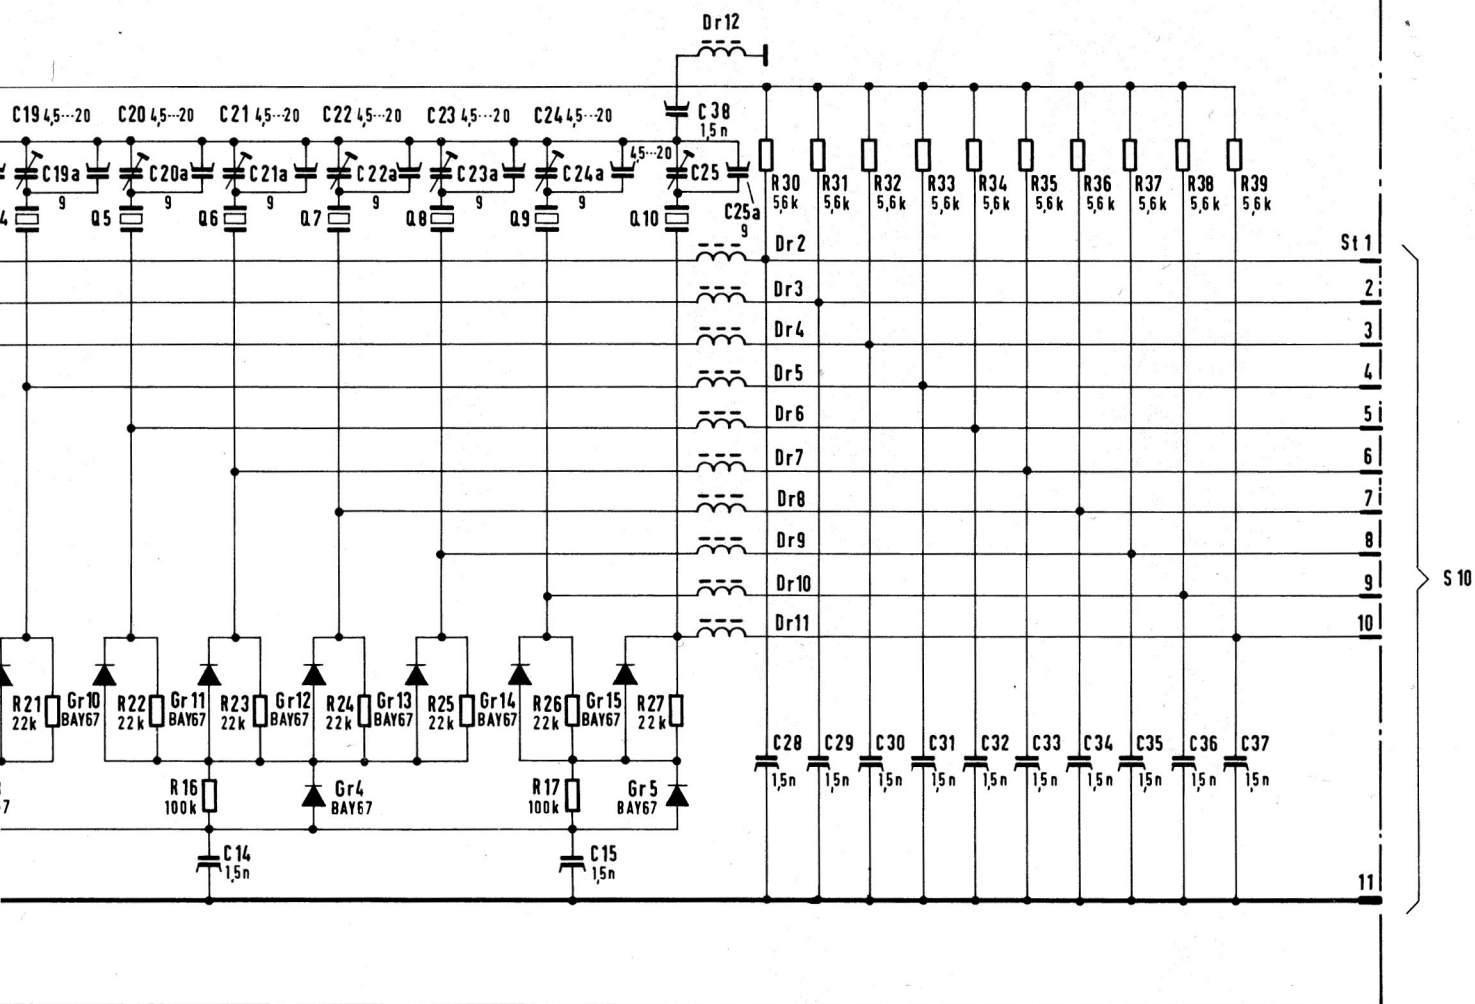 Dr12
C19 4,5...20 C20 4,5...20 C21 4,5...20 C22 4,5...20 C23 4,5...20 C24 4,5...20 C38
1,5n
4,5...20
C19a C20a C21a C22a C23a C24a C25
9 9 9 9 9 9
R30 R31 R32 R33 R34 R35 R36 R37 R38 R39
5,6k 5,6k 5,6k 5,6k 5,6k 5,6k 5,6k 5,6k 5,6k 5,6k
4 Q5 Q6 Q7 Q8 Q9 Q10 C25a
9
Dr2 St 1
Dr3 2
Dr4 3
Dr5 4
Dr6 5
Dr7 6
Dr8 7
Dr9 8
Dr10 9
S 10
Dr11 10
R21 Gr10 R22 Gr11 R23 Gr12 R24 Gr13 R25 Gr14 R26 Gr15 R27
22k BAY67 22k BAY67 22k BAY67 22k BAY67 22k BAY67 22k BAY67 22k
C28 C29 C30 C31 C32 C33 C34 C35 C36 C37
1,5n 1,5n 1,5n 1,5n 1,5n 1,5n 1,5n 1,5n 1,5n 1,5n
R16 Gr4 R17 Gr5
7 100k BAY67 100k BAY67
C14 C15
1,5n 1,5n
11